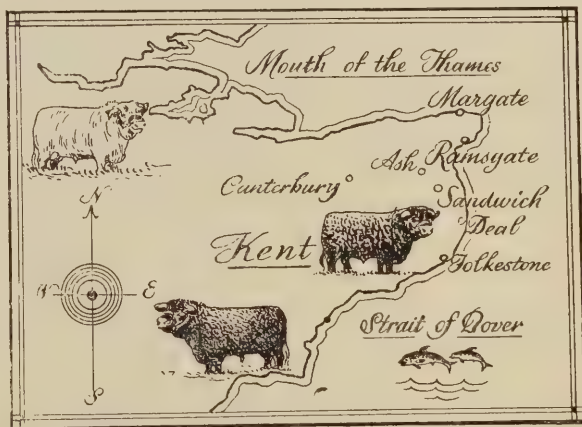 Mouth of the Thames
Margate
Ramsgate
Ash
Canterbury
Sandwich
Deal
Kent
Folkestone
Strait of Dover
N
W
E
S